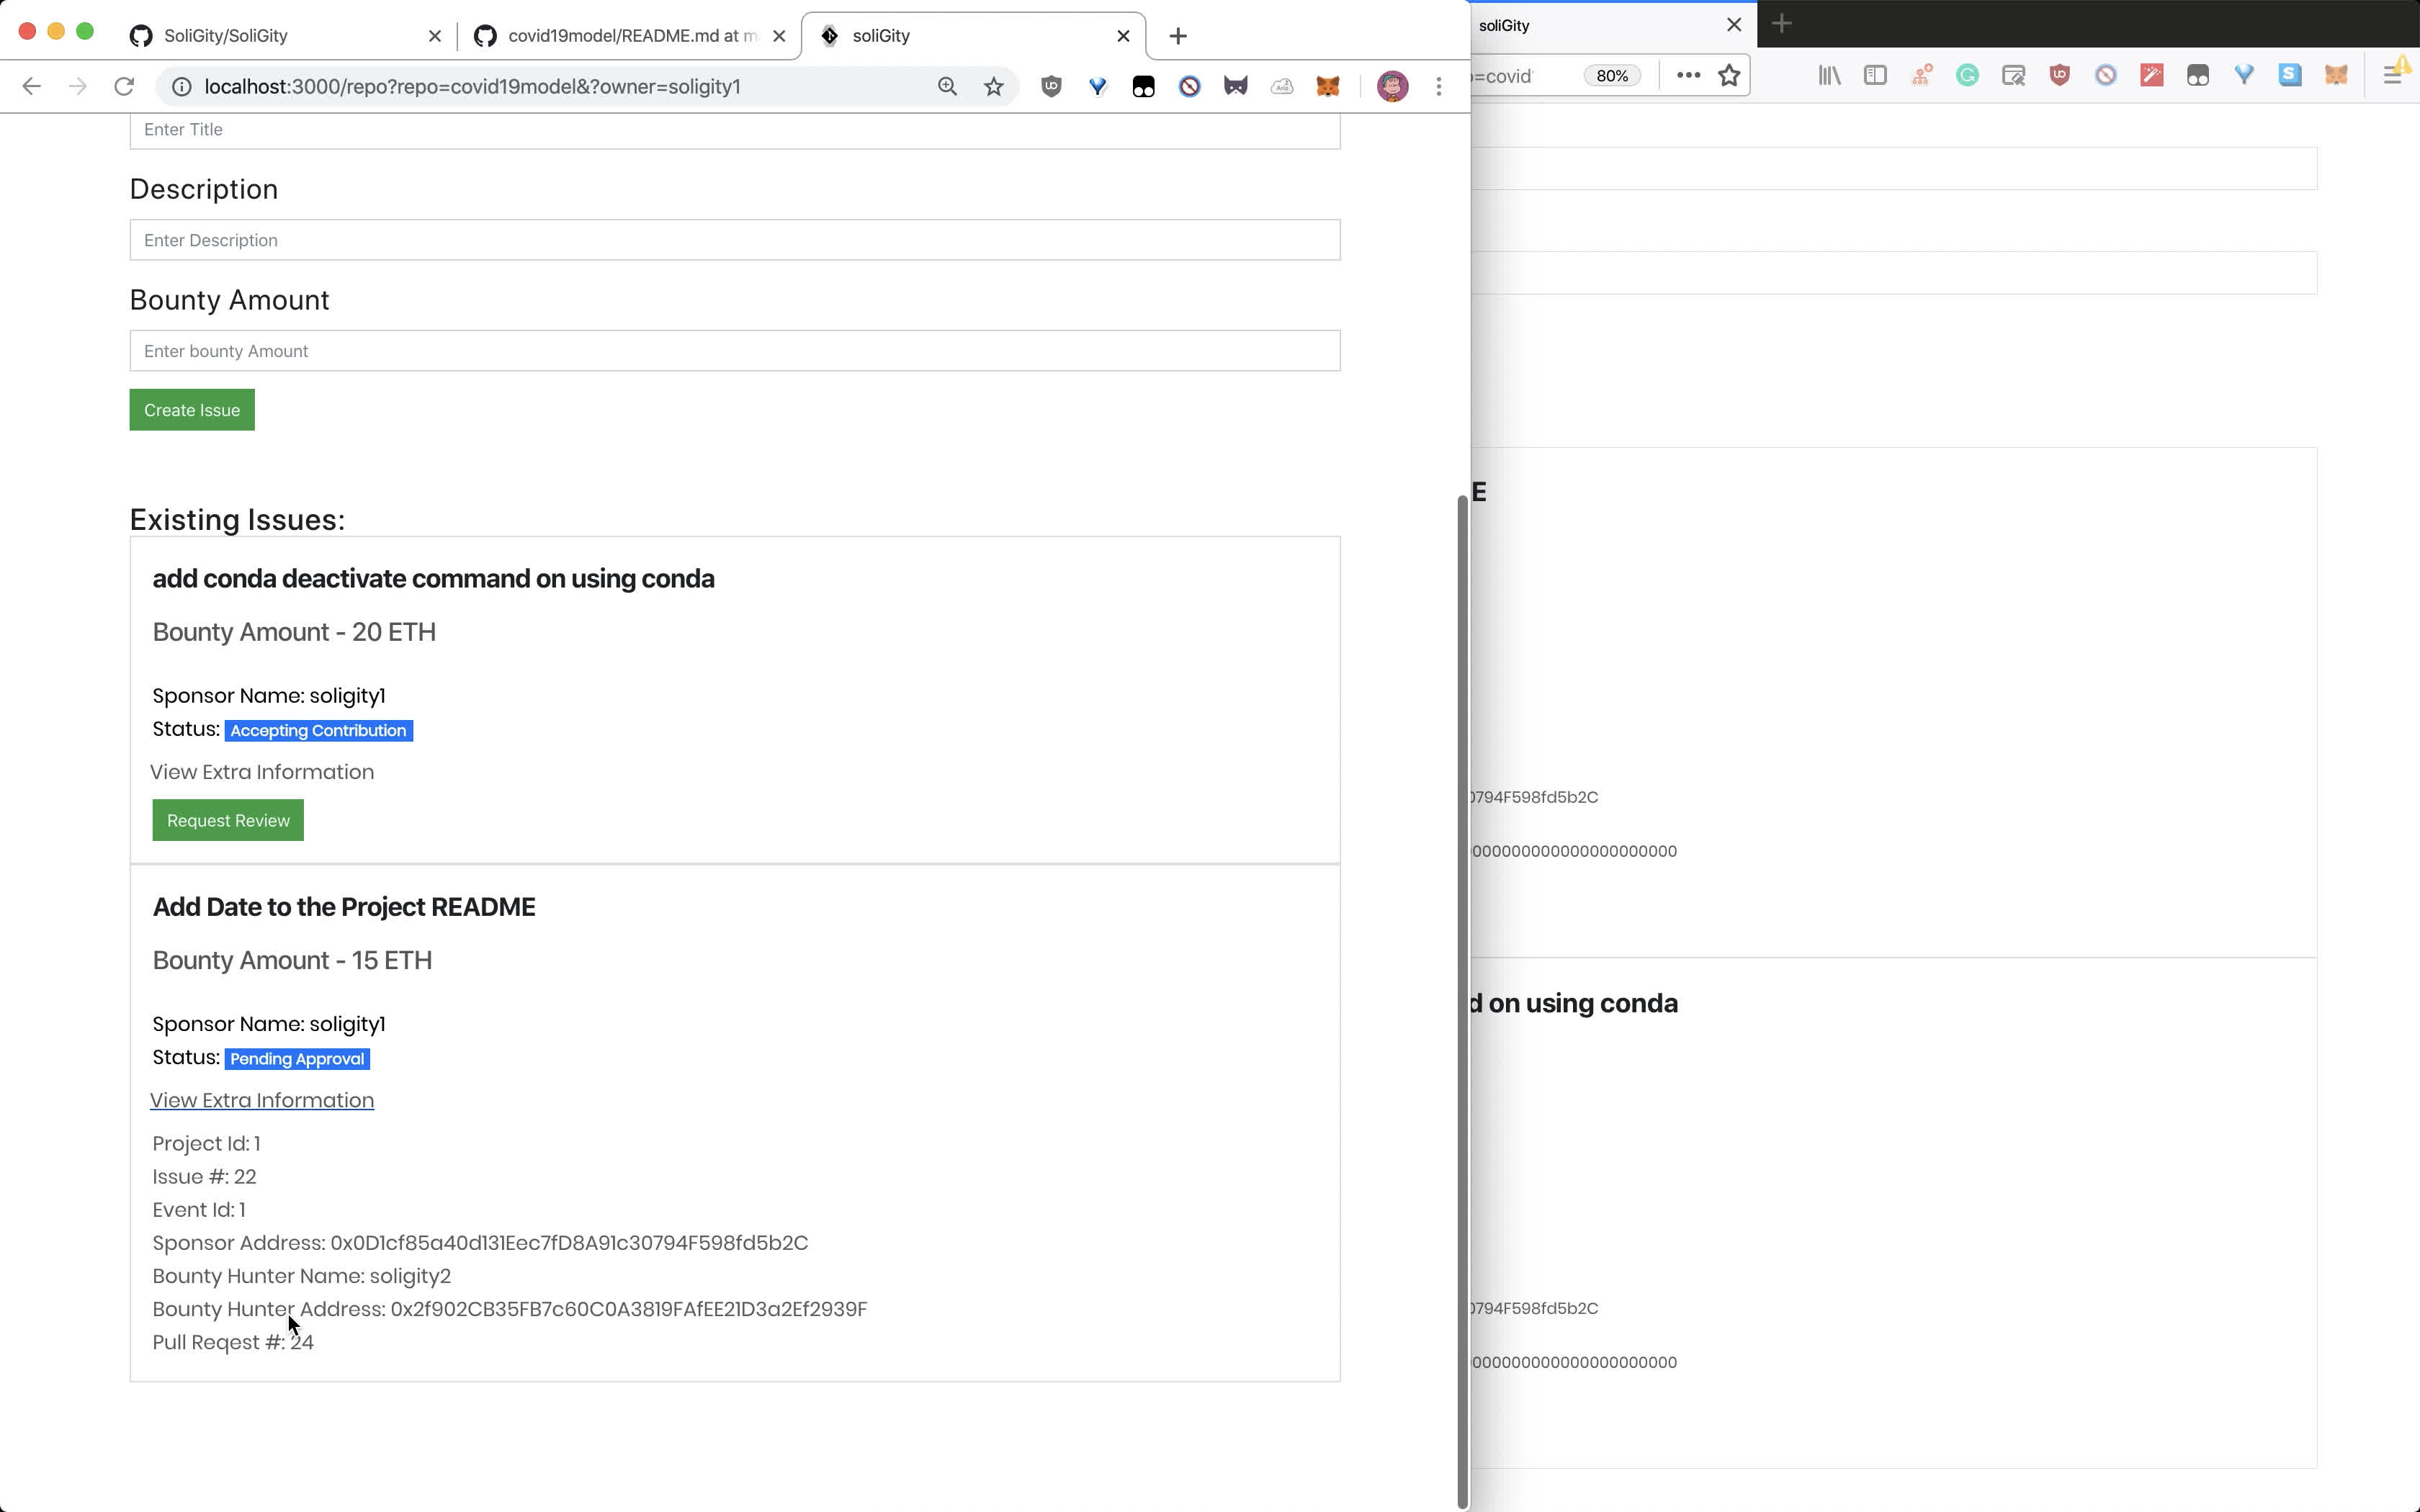 SoliGity/SoliGity
covid19model/README.md at m
soliGity
localhost:3000/repo?repo=covid19model&?owner=soligity1
Enter Title
Description
Enter Description
Bounty Amount
Enter bounty Amount
Create Issue
Existing Issues:
add conda deactivate command on using conda
Bounty Amount - 20 ETH
Sponsor Name: soligity1
Status: Accepting Contribution
View Extra Information
Request Review
Add Date to the Project README
Bounty Amount - 15 ETH
Sponsor Name: soligity1
Status: Pending Approval
View Extra Information
Project Id: 1
Issue #: 22
Event Id: 1
Sponsor Address: 0x0D1cf85a40d131Eec7fD8A91c30794F598fd5b2C
Bounty Hunter Name: soligity2
Bounty Hunter Address: 0x2f902CB35FB7c60C0A3819FAfEE21D3a2Ef2939F
Pull Reqest #: 24
soliGity
=covid
80%
E
0794F598fd5b2C
00000000000000000000000
d on using conda
0794F598fd5b2C
00000000000000000000000